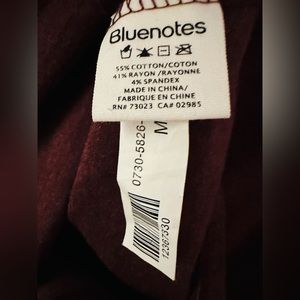 Bluenotes
55% COTTON/COTON
41% RAYON/RAYONNE
4% SPANDEX
MADE IN CHINA/
FABRIQUE EN CHINE
RN# 73023 CA# 02985
M
0730-5826-